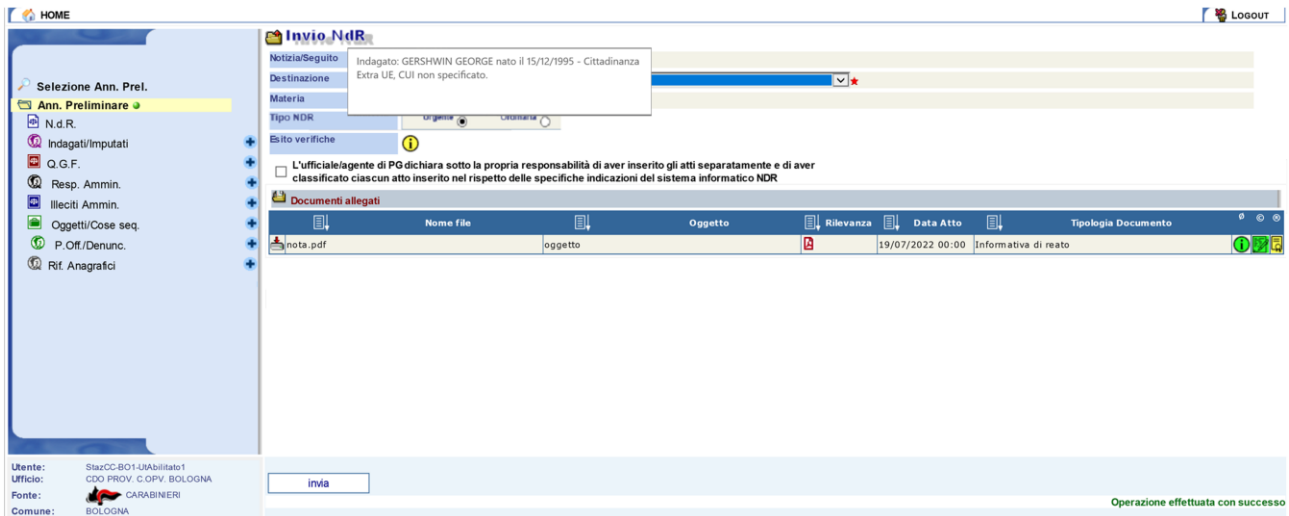 HOME
LOGOUT
Invio NdR
Notizia/Seguito
Indagato: GERSHWIN GEORGE nato il 15/12/1995 - Cittadinanza
Extra UE, CUI non specificato.
Destinazione
Materia
Tipo NDR
Urgente
Ordinaria
Esito verifiche
L'ufficiale/agente di PG dichiara sotto la propria responsabilità di aver inserito gli atti separatamente e di aver
classificato ciascun atto inserito nel rispetto delle specifiche indicazioni del sistema informatico NDR
Selezione Ann. Prel.
Ann. Preliminare
N.d.R.
Indagati/Imputati
Q.G.F.
Resp. Ammin.
Illeciti Ammin.
Oggetti/Cose seq.
P.Off./Denunc.
Rif. Anagrafici
Documenti allegati
Nome file Oggetto Rilevanza Data Atto Tipologia Documento
nota.pdf oggetto 19/07/2022 00:00 Informativa di reato
Utente: StazCC-BO1-UtAbilitato1
Ufficio: CDO PROV. C.OPV. BOLOGNA
Fonte: CARABINIERI
Comune: BOLOGNA
invia
Operazione effettuata con successo